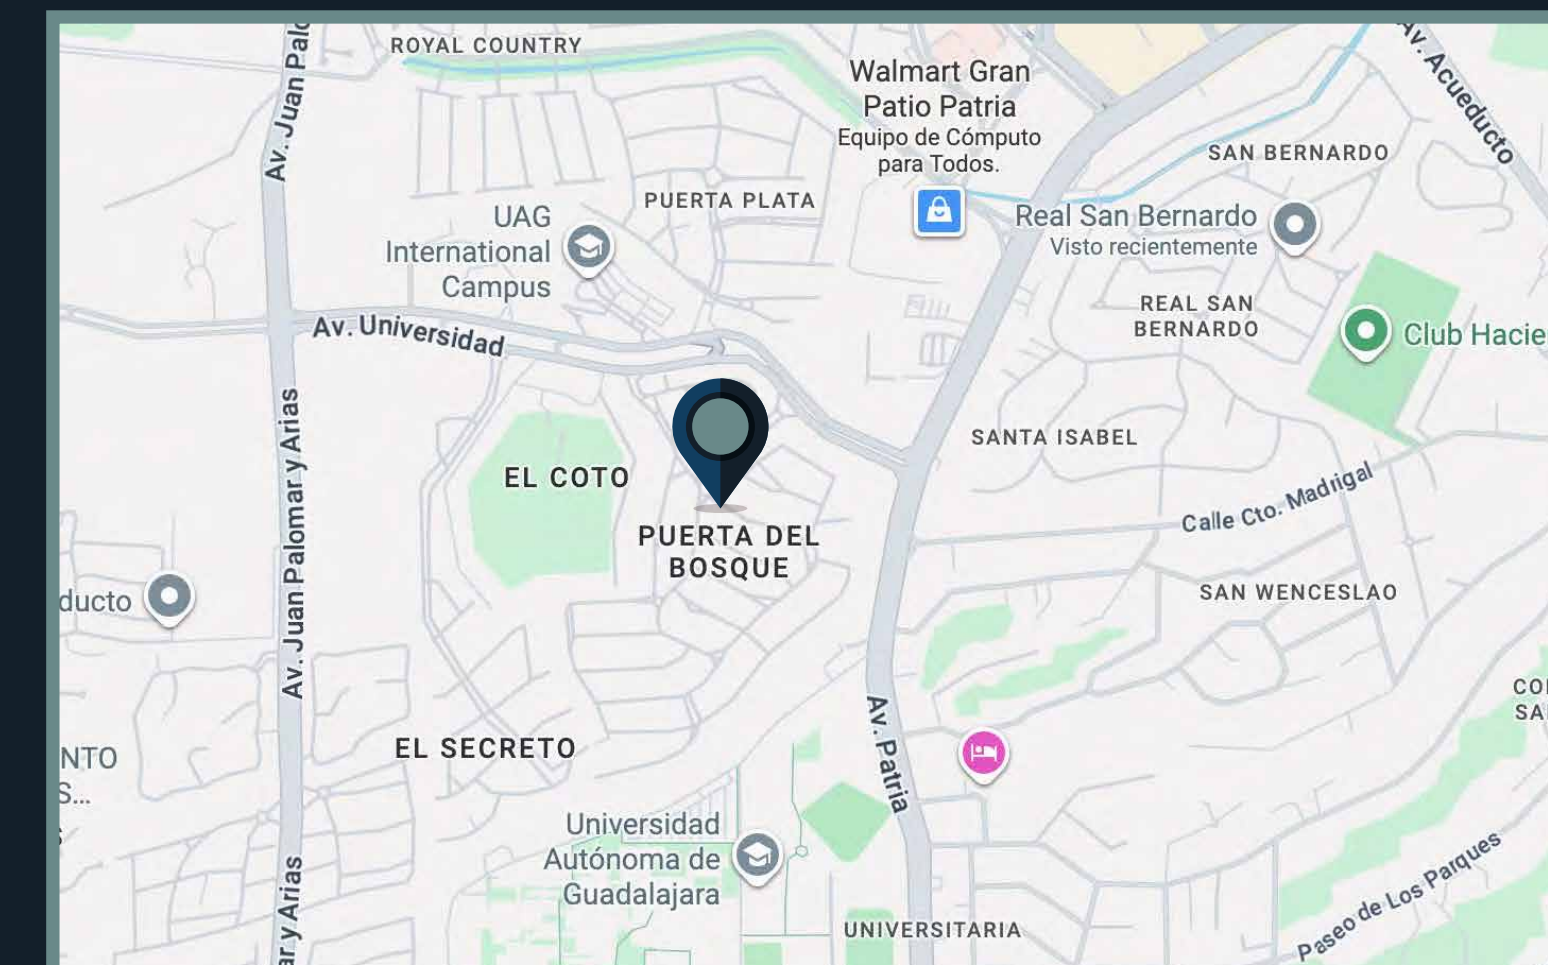 Av. Juan Palo
ROYAL COUNTRY
Walmart Gran
Patio Patria
Equipo de Cómputo
para Todos.
Av. Acueducto
SAN BERNARDO
PUERTA PLATA
UAG
International
Campus
Real San Bernardo
Visto recientemente
REAL SAN
BERNARDO
Club Hacie
Av. Universidad
SANTA ISABEL
EL COTO
Calle Cto. Madrigal
PUERTA DEL
BOSQUE
Av. Juan Palomar y Arias
ducto
SAN WENCESLAO
CO
SA
EL SECRETO
Av. Patria
NTO
S...
Universidad
Autónoma de
Guadalajara
Paseo de Los Parques
ar y Arias
UNIVERSITARIA